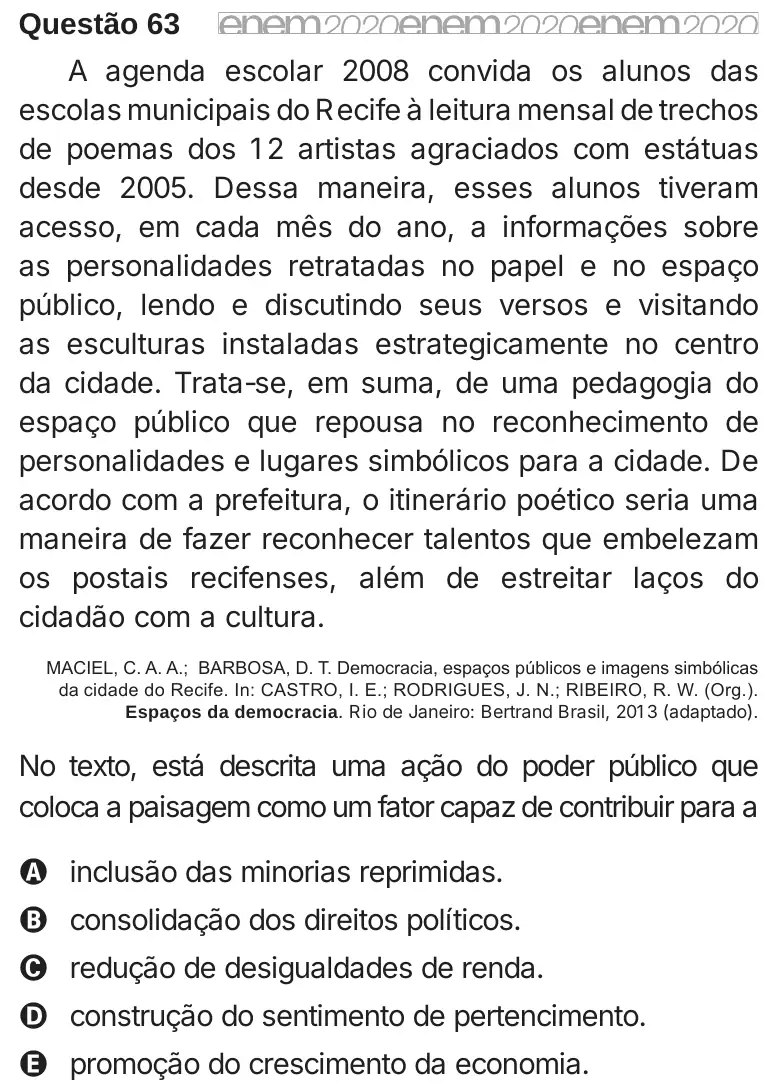 Questão 63 enem2020enem2020enem2020
A agenda escolar 2008 convida os alunos das
escolas municipais do Recife à leitura mensal de trechos
de poemas dos 12 artistas agraciados com estátuas
desde 2005. Dessa maneira, esses alunos tiveram
acesso, em cada mês do ano, a informações sobre
as personalidades retratadas no papel e no espaço
público, lendo e discutindo seus versos e visitando
as esculturas instaladas estrategicamente no centro
da cidade. Trata-se, em suma, de uma pedagogia do
espaço público que repousa no reconhecimento de
personalidades e lugares simbólicos para a cidade. De
acordo com a prefeitura, o itinerário poético seria uma
maneira de fazer reconhecer talentos que embelezam
os postais recifenses, além de estreitar laços do
cidadão com a cultura.
MACIEL, C. A. A.; BARBOSA, D. T. Democracia, espaços públicos e imagens simbólicas
da cidade do Recife. In: CASTRO, I. E.; RODRIGUES, J. N.; RIBEIRO, R. W. (Org.).
Espaços da democracia. Rio de Janeiro: Bertrand Brasil, 2013 (adaptado).
No texto, está descrita uma ação do poder público que
coloca a paisagem como um fator capaz de contribuir para a
A inclusão das minorias reprimidas.
B consolidação dos direitos políticos.
C redução de desigualdades de renda.
D construção do sentimento de pertencimento.
E promoção do crescimento da economia.